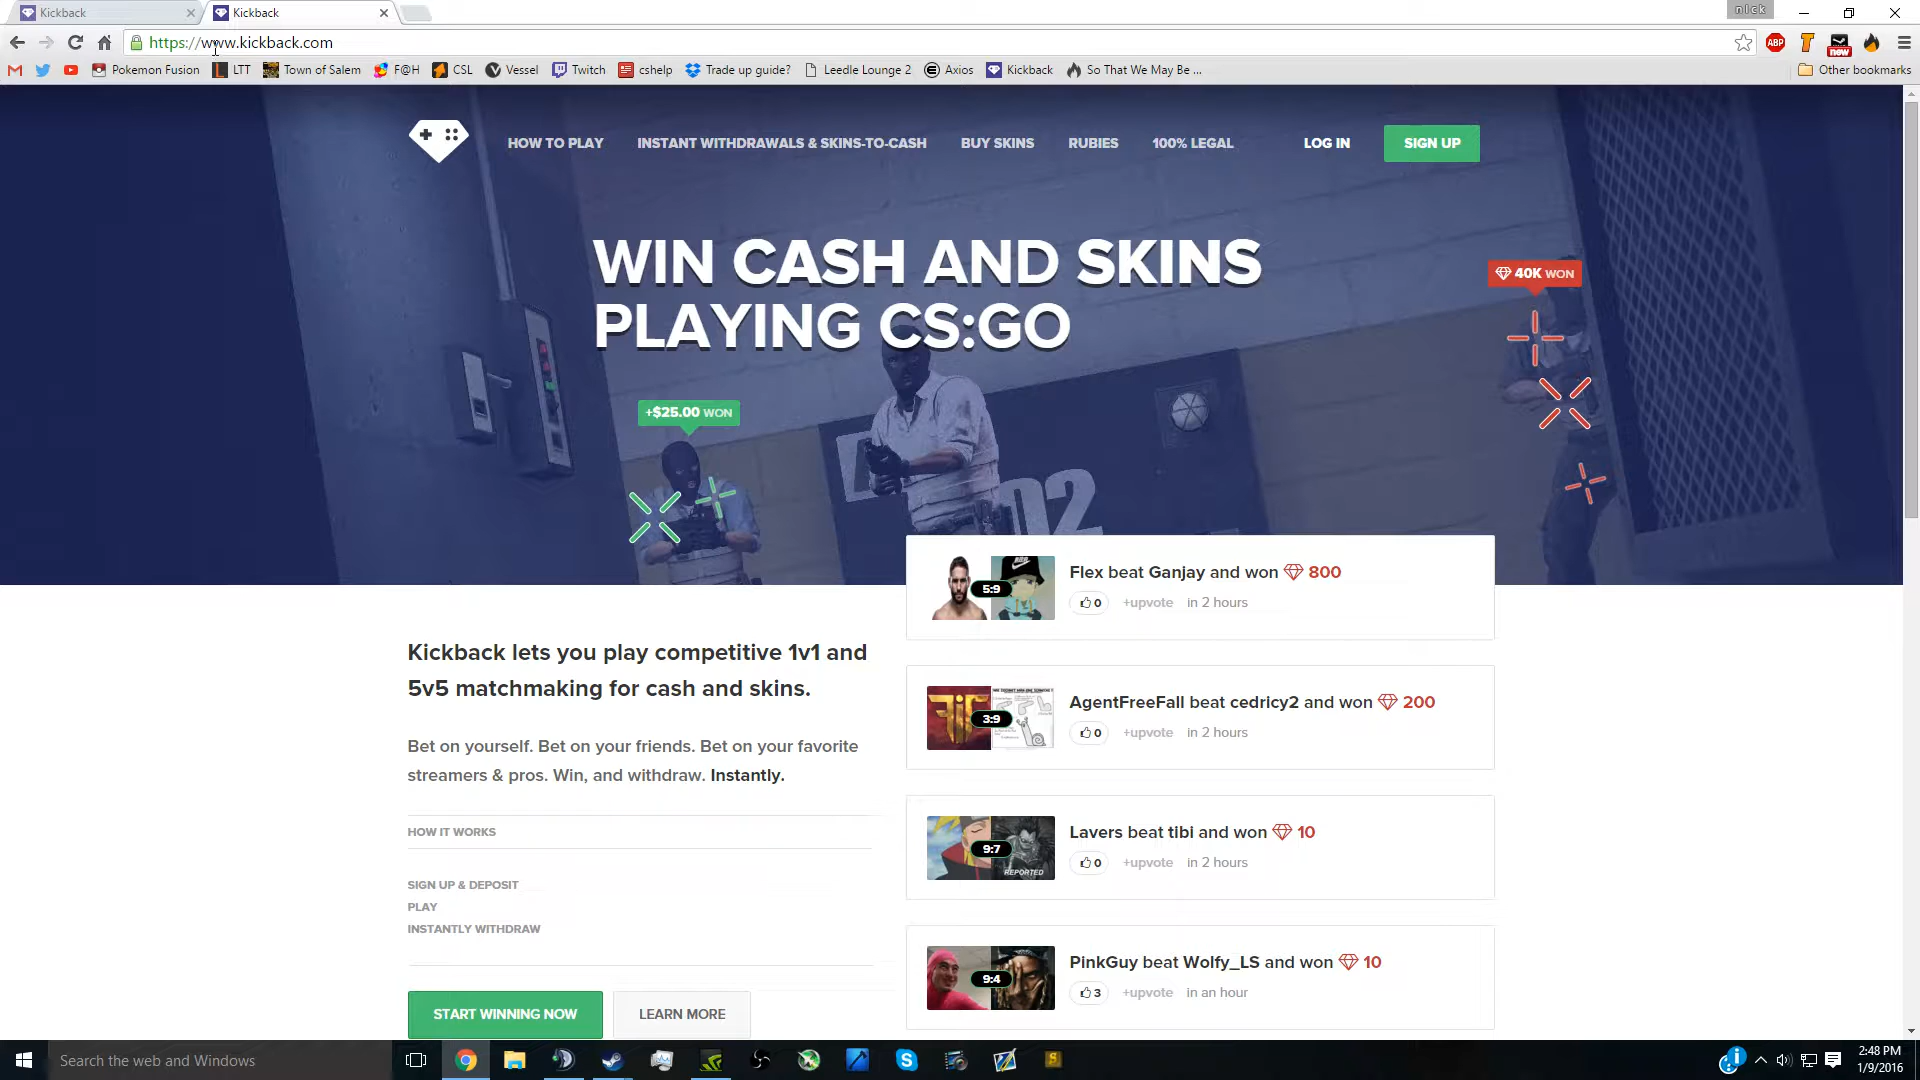 Kickback
Kickback
nick
https://www.kickback.com
ABP
new
Pokemon Fusion
LTT
Town of Salem
F@H
CSL
Vessel
Twitch
cshelp
Trade up guide?
Leedle Lounge 2
Axios
Kickback
So That We May Be ...
Other bookmarks
HOW TO PLAY
INSTANT WITHDRAWALS & SKINS-TO-CASH
BUY SKINS
RUBIES
100% LEGAL
LOG IN
SIGN UP
WIN CASH AND SKINS
PLAYING CS:GO
40K WON
+$25.00 WON
02
Kickback lets you play competitive 1v1 and
5v5 matchmaking for cash and skins.
Bet on yourself. Bet on your friends. Bet on your favorite
streamers & pros. Win, and withdraw. Instantly.
HOW IT WORKS
SIGN UP & DEPOSIT
PLAY
INSTANTLY WITHDRAW
START WINNING NOW
LEARN MORE
5:9
Flex beat Ganjay and won 800
0 +upvote in 2 hours
3:9
AgentFreeFall beat cedricy2 and won 200
0 +upvote in 2 hours
9:7
REPORTED
Lavers beat tibi and won 10
0 +upvote in 2 hours
9:4
PinkGuy beat Wolfy_LS and won 10
3 +upvote in an hour
Search the web and Windows
2:48 PM
1/9/2016